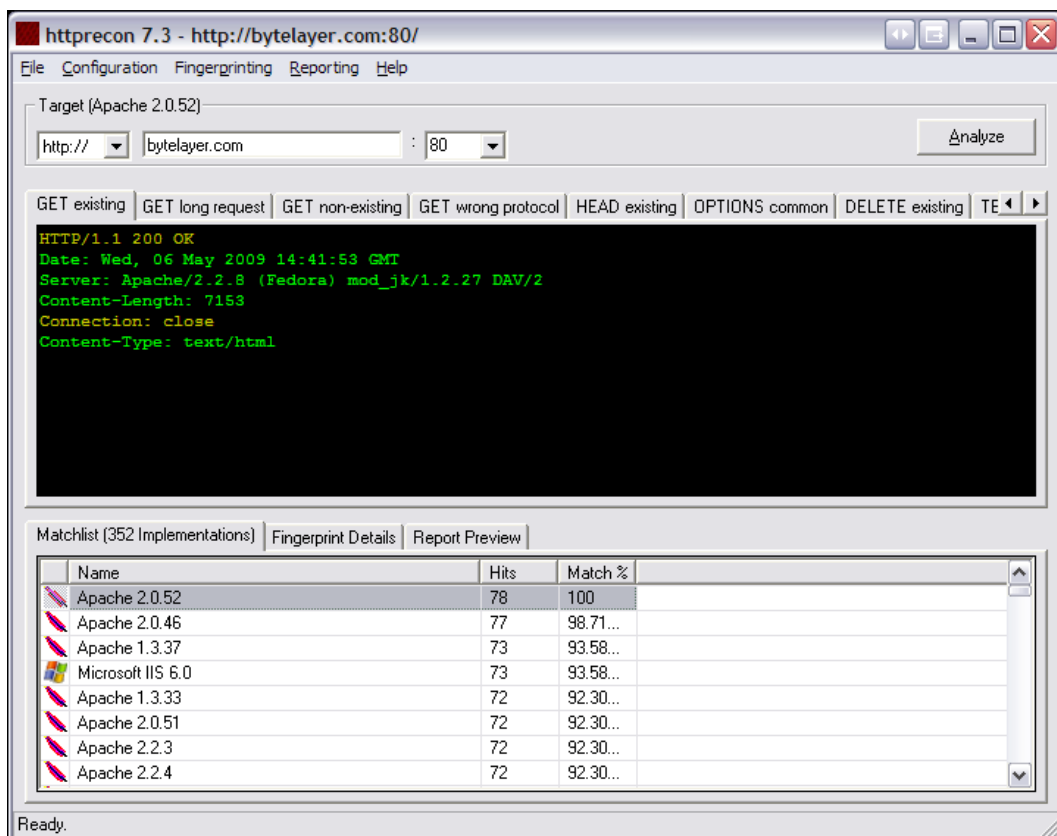 httprecon 7.3 - http://bytelayer.com:80/
File Configuration Fingerprinting Reporting Help
Target (Apache 2.0.52)
http:// bytelayer.com : 80 Analyze
GET existing GET long request GET non-existing GET wrong protocol HEAD existing OPTIONS common DELETE existing TE
HTTP/1.1 200 OK
Date: Wed, 06 May 2009 14:41:53 GMT
Server: Apache/2.2.8 (Fedora) mod_jk/1.2.27 DAV/2
Content-Length: 7153
Connection: close
Content-Type: text/html
Matchlist (352 Implementations) Fingerprint Details Report Preview
Name Hits Match %
Apache 2.0.52 78 100
Apache 2.0.46 77 98.71...
Apache 1.3.37 73 93.58...
Microsoft IIS 6.0 73 93.58...
Apache 1.3.33 72 92.30...
Apache 2.0.51 72 92.30...
Apache 2.2.3 72 92.30...
Apache 2.2.4 72 92.30...
Ready.